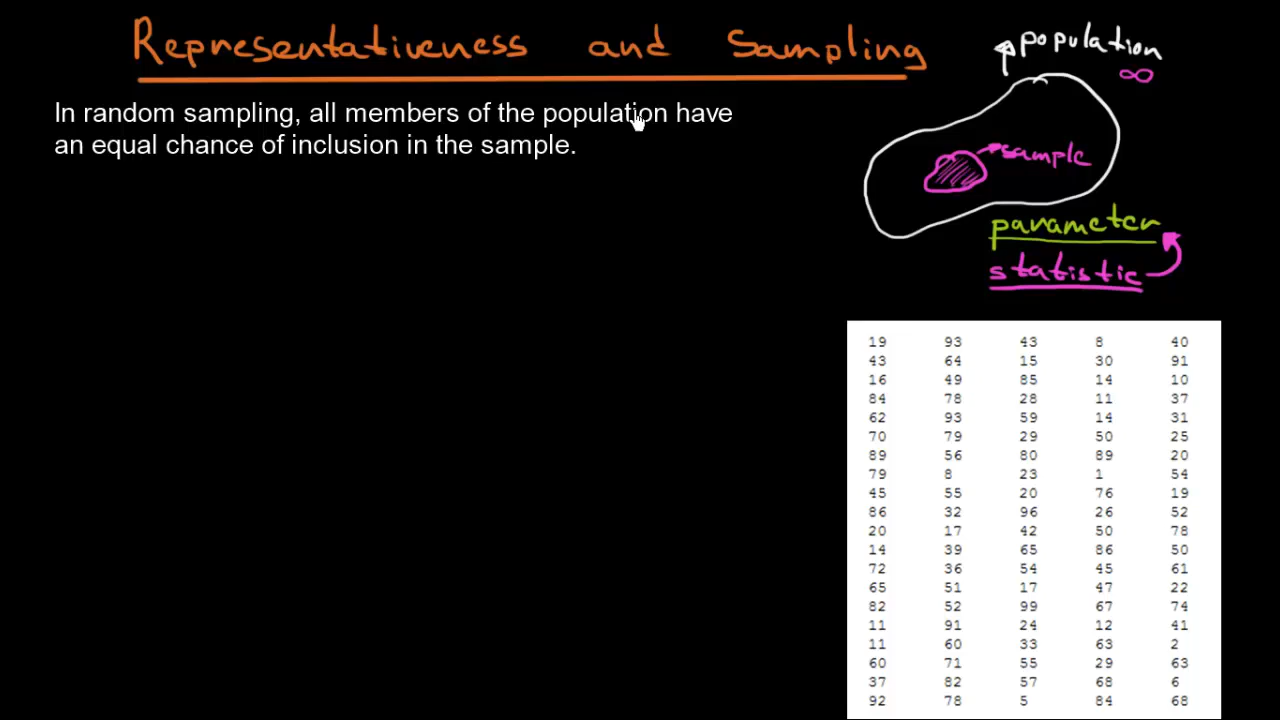 Representativeness and Sampling
population
∞
In random sampling, all members of the population have
an equal chance of inclusion in the sample.
sample
parameter
statistic
19 93 43 8 40
43 64 15 30 91
16 49 85 14 10
84 78 28 11 37
62 93 59 14 31
70 79 29 50 25
89 56 80 89 20
79 8 23 1 54
45 55 20 76 19
86 32 96 26 52
20 17 42 50 78
14 39 65 86 50
72 36 54 45 61
65 51 17 47 22
82 52 99 67 74
11 91 24 12 41
11 60 33 63 2
60 71 55 29 63
37 82 57 68 6
92 78 5 84 68